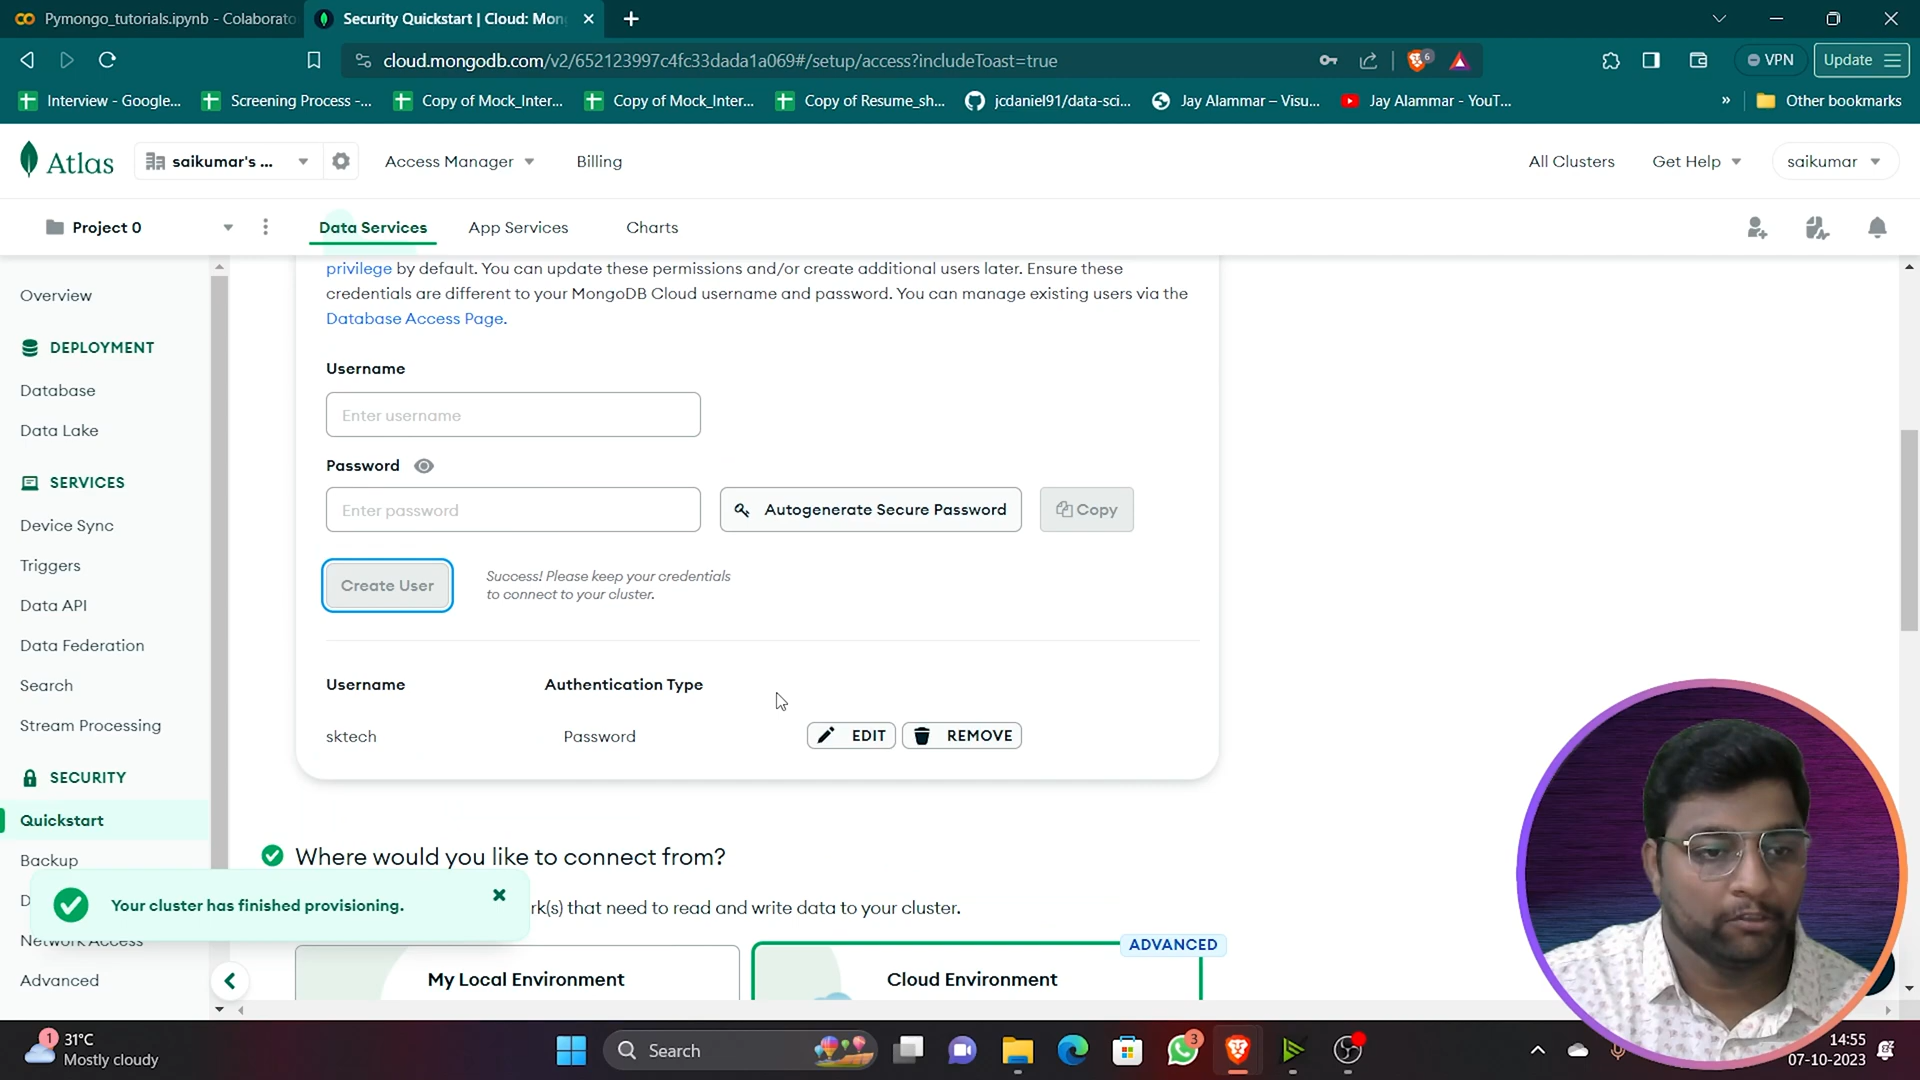 Pymongo_tutorials.ipynb - Colaborato
Security Quickstart | Cloud: Mon
cloud.mongodb.com/v2/652123997c4fc33dada1a069#/setup/access?includeToast=true
6
VPN
Update
Interview - Google...
Screening Process -...
Copy of Mock_Inter...
Copy of Mock_Inter...
Copy of Resume_sh...
jcdaniel91/data-sci...
Jay Alammar – Visu...
Jay Alammar - YouT...
»
Other bookmarks
Atlas
saikumar's ...
Access Manager
Billing
All Clusters
Get Help
saikumar
Project 0
Data Services
App Services
Charts
Overview
DEPLOYMENT
Database
Data Lake
SERVICES
Device Sync
Triggers
Data API
Data Federation
Search
Stream Processing
SECURITY
Quickstart
Backup
D
Network Access
Advanced
privilege by default. You can update these permissions and/or create additional users later. Ensure these
credentials are different to your MongoDB Cloud username and password. You can manage existing users via the
Database Access Page.
Username
Enter username
Password
Enter password
Autogenerate Secure Password
Copy
Create User
Success! Please keep your credentials
to connect to your cluster.
Username
Authentication Type
sktech
Password
EDIT
REMOVE
Where would you like to connect from?
Your cluster has finished provisioning.
rk(s) that need to read and write data to your cluster.
ADVANCED
My Local Environment
Cloud Environment
1
31°C
Mostly cloudy
Search
3
14:55
07-10-2023